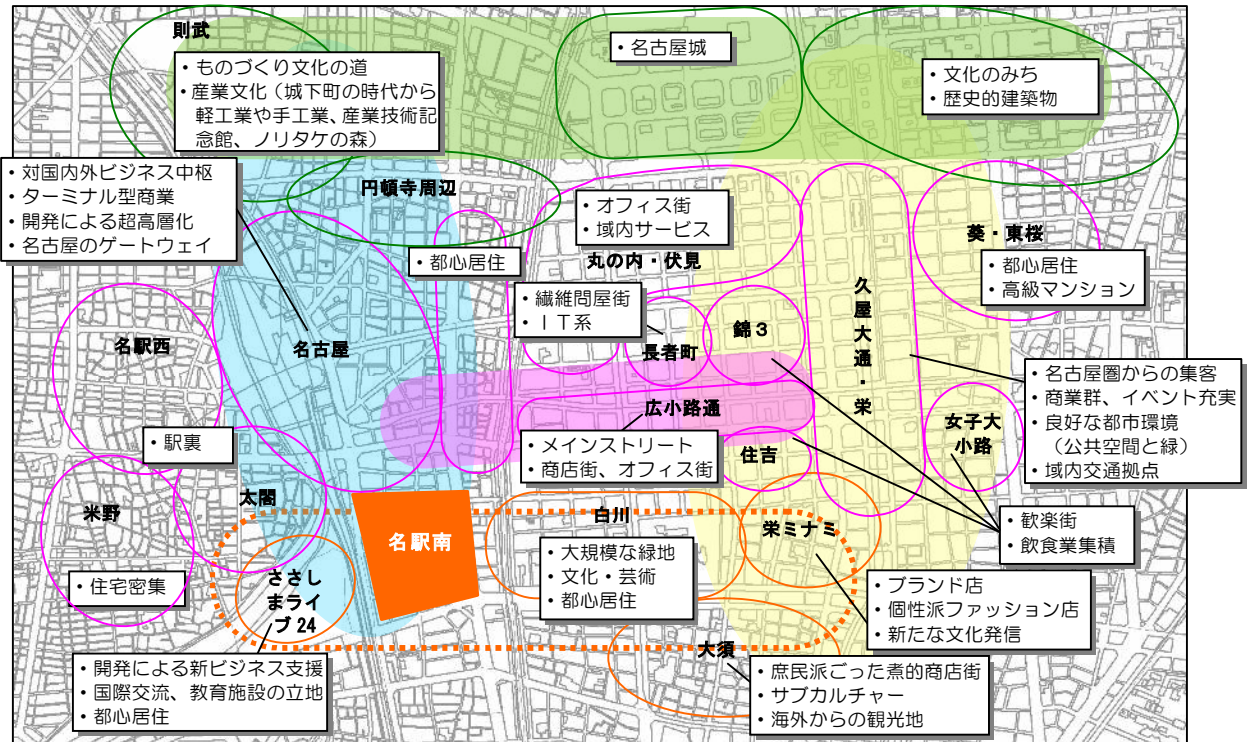 則武
・ものづくり文化の道
・産業文化（城下町の時代から
軽工業や手工業、産業技術記
念館、ノリタケの森）
・名古屋城
・文化のみち
・歴史的建築物
・対国内外ビジネス中枢
・ターミナル型商業
・開発による超高層化
・名古屋のゲートウェイ
円頓寺周辺
・都心居住
・オフィス街
・域内サービス
丸の内・伏見
葵・東桜
・都心居住
・高級マンション
・繊維問屋街
・ＩＴ系
長者町
錦３
久屋大通・栄
名駅西
名古屋
・名古屋圏からの集客
・商業群、イベント充実
・良好な都市環境
（公共空間と緑）
・域内交通拠点
広小路通
・メインストリート
・商店街、オフィス街
住吉
女子大
小路
・駅裏
太閤
米野
・住宅密集
名駅南
白川
・大規模な緑地
・文化・芸術
・都心居住
栄ミナミ
・歓楽街
・飲食業集積
ささし
まライ
ブ24
・ブランド店
・個性派ファッション店
・新たな文化発信
・開発による新ビジネス支援
・国際交流、教育施設の立地
・都心居住
大須
・庶民派ごった煮的商店街
・サブカルチャー
・海外からの観光地